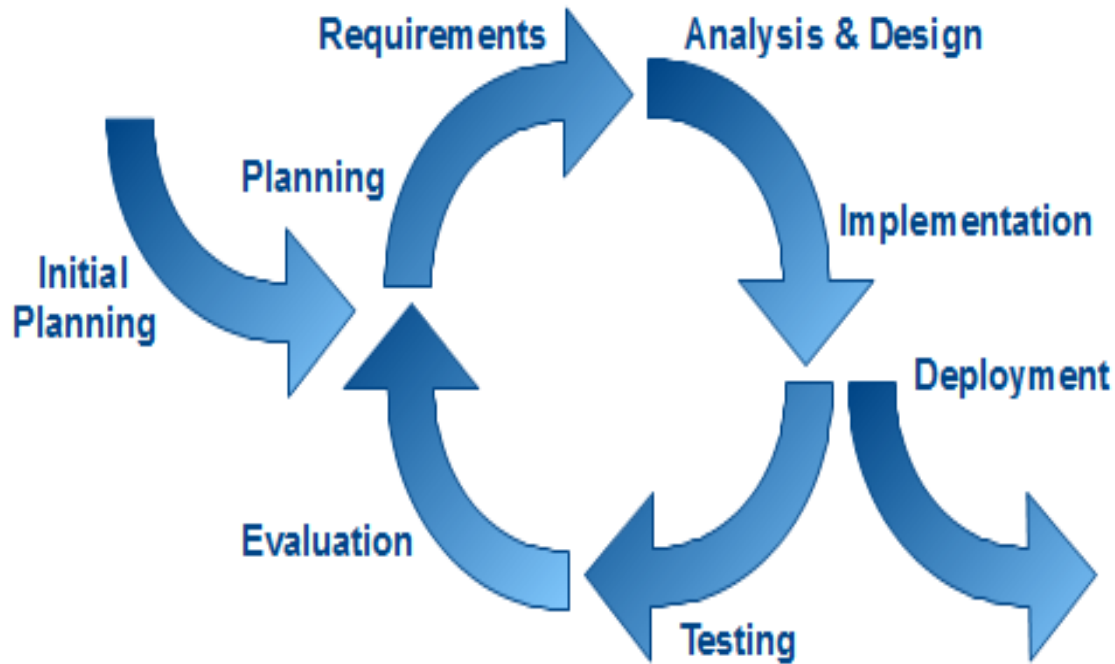 Requirements
Analysis & Design
Planning
Implementation
Initial
Planning
Deployment
Evaluation
Testing